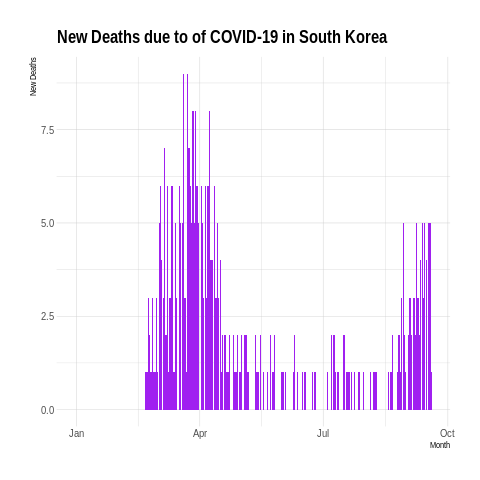 New Deaths due to of COVID-19 in South Korea
New Deaths
7.5
5.0
2.5
0.0
Jan Apr Jul Oct
Month